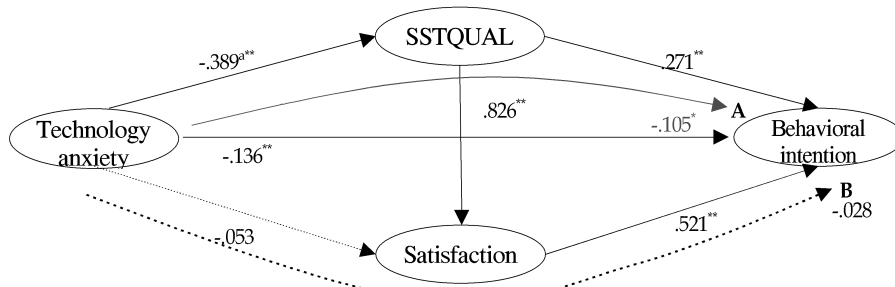 SSTQUAL
-.389a**
.271**
A
.826**
Technology
anxiety
-.105*
Behavioral
intention
-.136**
B
-.028
.521**
-.053
Satisfaction